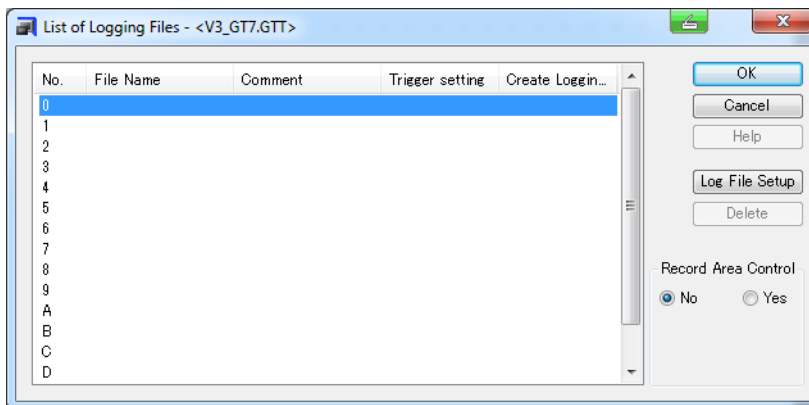 List of Logging Files - <V3_GT7.GTT>
No. File Name Comment Trigger setting Create Loggin...
0
1
2
3
4
5
6
7
8
9
A
B
C
D
OK
Cancel
Help
Log File Setup
Delete
Record Area Control
No Yes